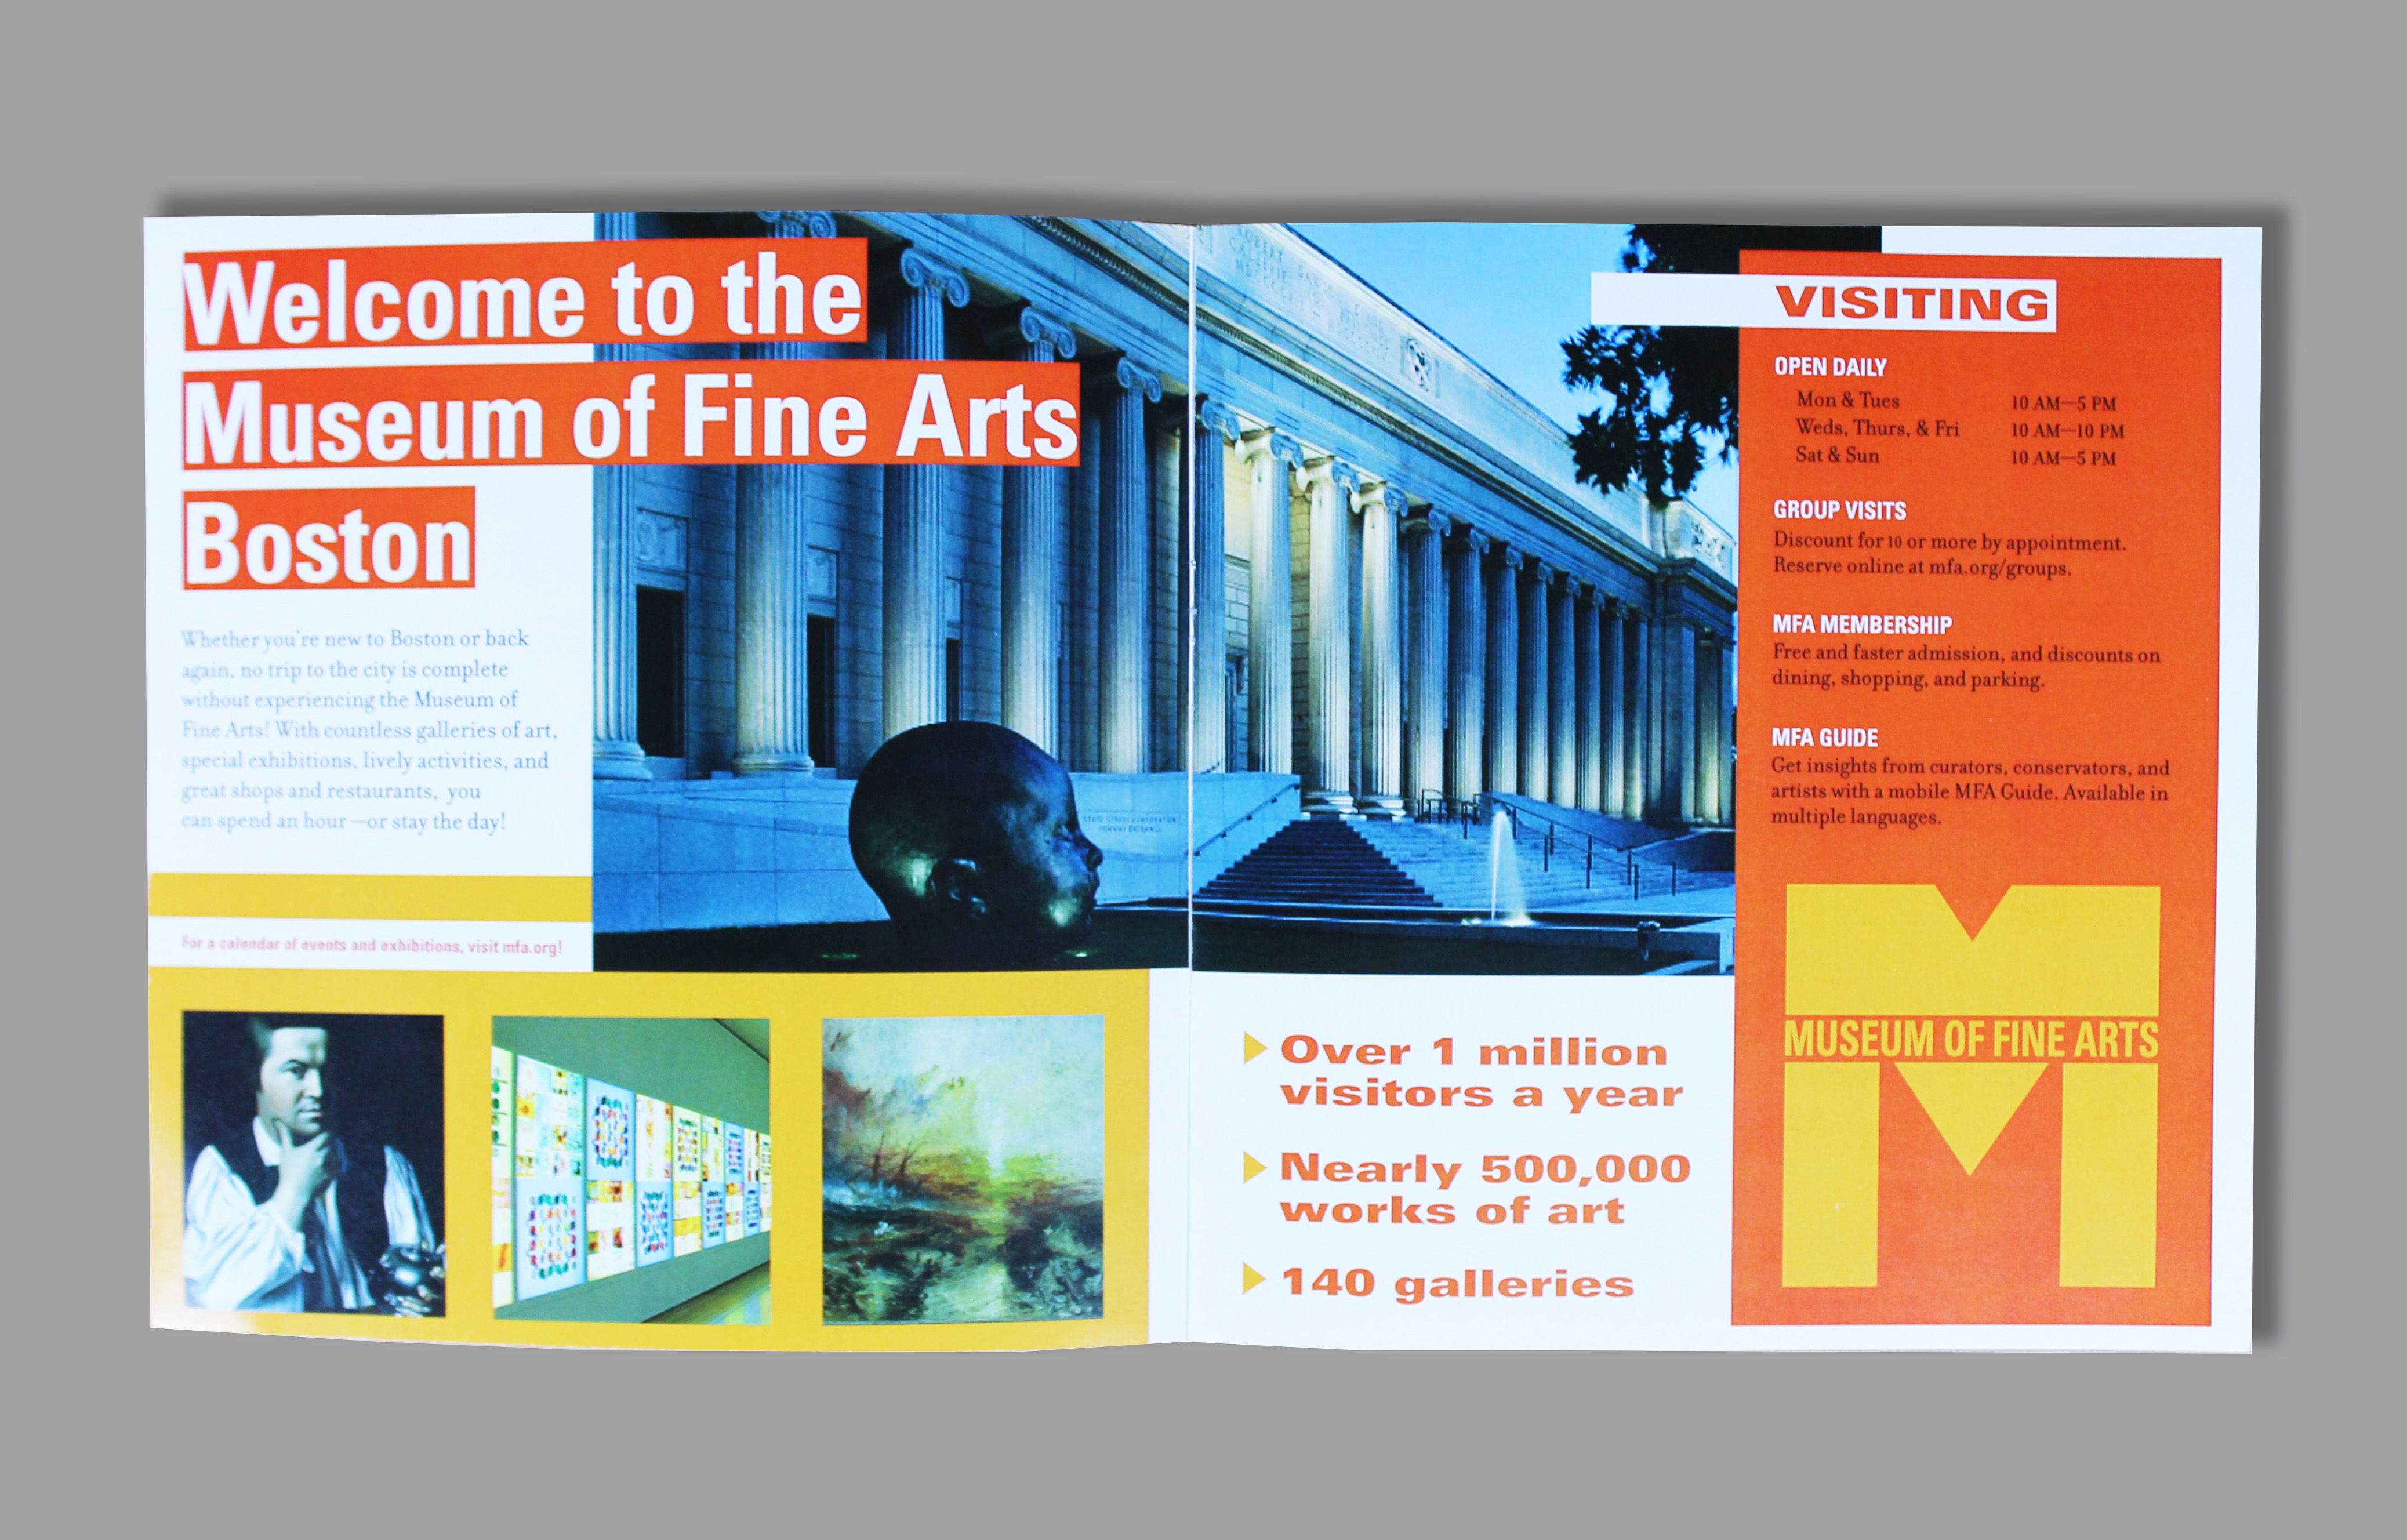 Welcome to the
Museum of Fine Arts
Boston
Whether you're new to Boston or back
again, no trip to the city is complete
without experiencing the Museum of
Fine Arts! With countless galleries of art,
special exhibitions, lively activities, and
great shops and restaurants, you
can spend an hour—or stay the day!
For a calendar of events and exhibitions, visit mfa.org!
STATE STREET CORPORATION
FENWAY ENTRANCE
Over 1 million
visitors a year
Nearly 500,000
works of art
140 galleries
VISITING
OPEN DAILY
Mon & Tues 10 AM—5 PM
Weds, Thurs, & Fri 10 AM—10 PM
Sat & Sun 10 AM—5 PM
GROUP VISITS
Discount for 10 or more by appointment.
Reserve online at mfa.org/groups.
MFA MEMBERSHIP
Free and faster admission, and discounts on
dining, shopping, and parking.
MFA GUIDE
Get insights from curators, conservators, and
artists with a mobile MFA Guide. Available in
multiple languages.
MUSEUM OF FINE ARTS